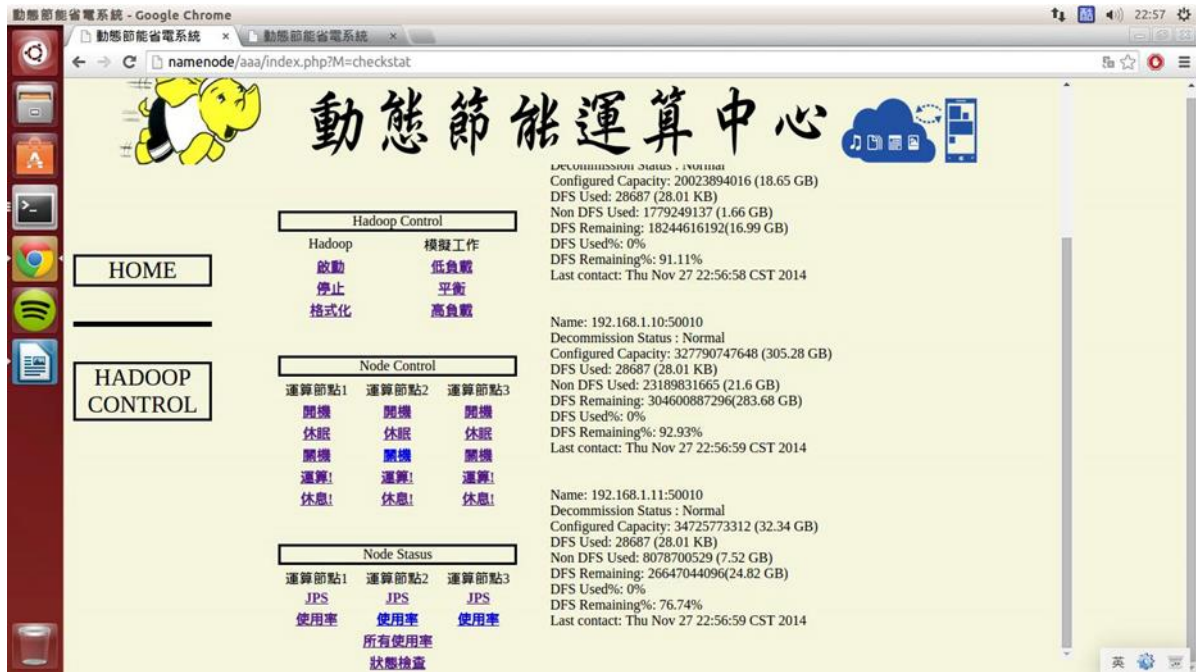 動態節能省電系統 - Google Chrome
22:57
動態節能省電系統 ×
動態節能省電系統 ×
namenode/aaa/index.php?M=checkstat
動態節能運算中心
HOME
HADOOP
CONTROL
Hadoop Control
Hadoop 模擬工作
啟動 低負載
停止 平衡
格式化 高負載
Node Control
運算節點1 運算節點2 運算節點3
開機 開機 開機
休眠 休眠 休眠
關機 關機 關機
運算! 運算! 運算!
休息! 休息! 休息!
Node Stasus
運算節點1 運算節點2 運算節點3
JPS JPS JPS
使用率 使用率 使用率
所有使用率
狀態檢查
Decommission Status : Normal
Configured Capacity: 20023894016 (18.65 GB)
DFS Used: 28687 (28.01 KB)
Non DFS Used: 1779249137 (1.66 GB)
DFS Remaining: 18244616192(16.99 GB)
DFS Used%: 0%
DFS Remaining%: 91.11%
Last contact: Thu Nov 27 22:56:58 CST 2014
Name: 192.168.1.10:50010
Decommission Status : Normal
Configured Capacity: 327790747648 (305.28 GB)
DFS Used: 28687 (28.01 KB)
Non DFS Used: 23189831665 (21.6 GB)
DFS Remaining: 304600887296(283.68 GB)
DFS Used%: 0%
DFS Remaining%: 92.93%
Last contact: Thu Nov 27 22:56:59 CST 2014
Name: 192.168.1.11:50010
Decommission Status : Normal
Configured Capacity: 34725773312 (32.34 GB)
DFS Used: 28687 (28.01 KB)
Non DFS Used: 8078700529 (7.52 GB)
DFS Remaining: 26647044096(24.82 GB)
DFS Used%: 0%
DFS Remaining%: 76.74%
Last contact: Thu Nov 27 22:56:59 CST 2014
英